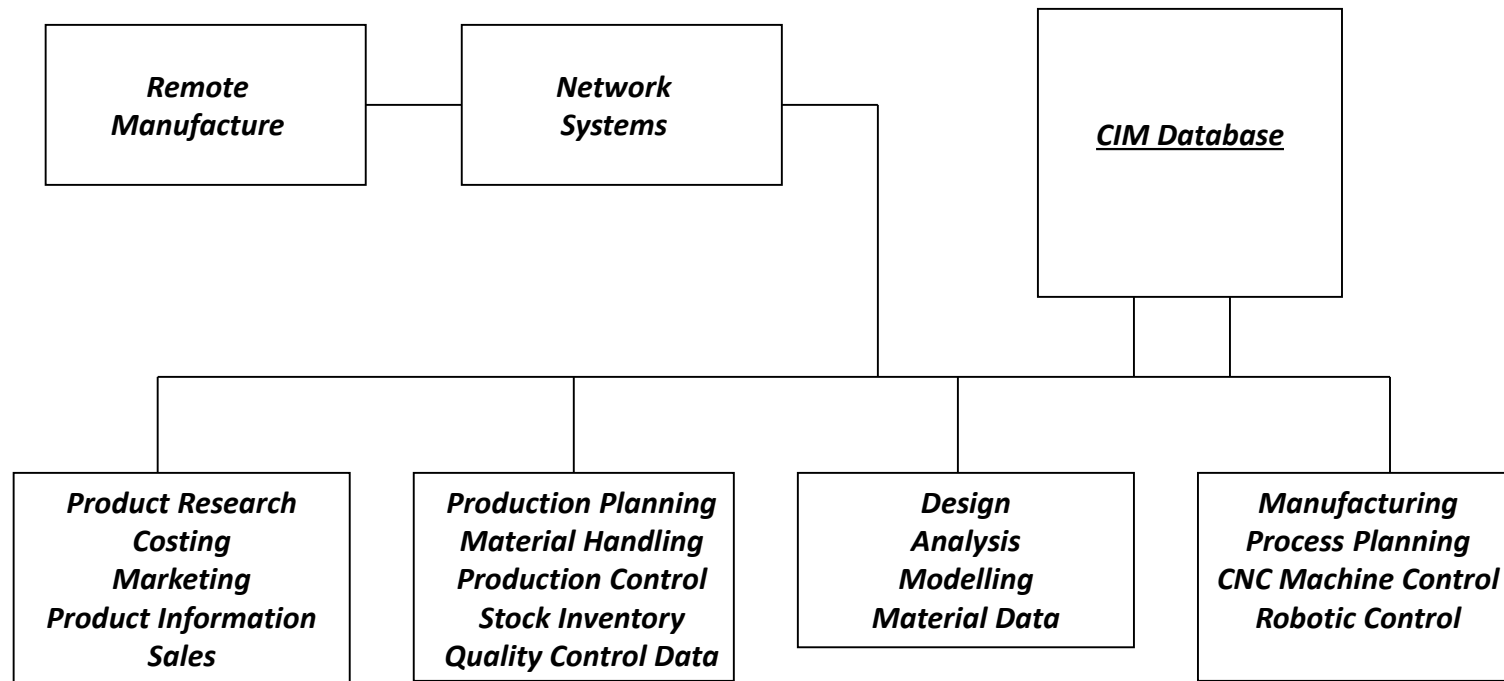 Remote
Manufacture
Network
Systems
CIM Database
Product Research
Costing
Marketing
Product Information
Sales
Production Planning
Material Handling
Production Control
Stock Inventory
Quality Control Data
Design
Analysis
Modelling
Material Data
Manufacturing
Process Planning
CNC Machine Control
Robotic Control